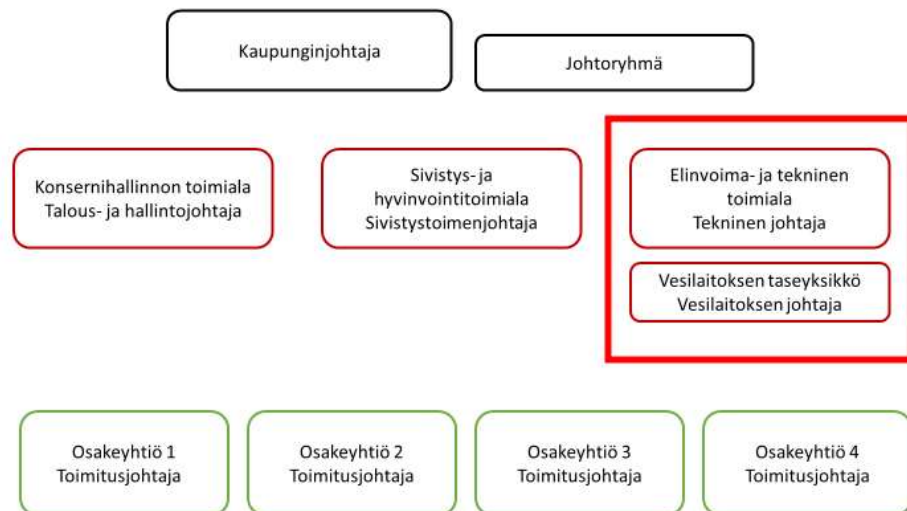 Kaupunginjohtaja
Johtoryhmä
Konsernihallinnon toimiala
Talous- ja hallintojohtaja
Sivistys- ja
hyvinvointitoimiala
Sivistystoimenjohtaja
Elinvoima- ja tekninen
toimiala
Tekninen johtaja
Vesilaitoksen taseyksikkö
Vesilaitoksen johtaja
Osakeyhtiö 1
Toimitusjohtaja
Osakeyhtiö 2
Toimitusjohtaja
Osakeyhtiö 3
Toimitusjohtaja
Osakeyhtiö 4
Toimitusjohtaja